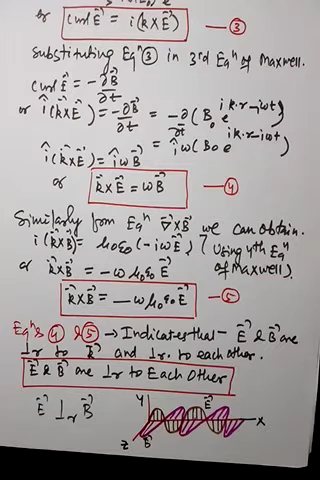 or curl E⃗ = i(k⃗×E⃗) — ③
Substituting Eqⁿ ③ in 3rd Eqⁿ of Maxwell.
Curl E⃗ = -∂B⃗/∂t
or i(k⃗×E⃗) = -∂B⃗/∂t = -∂/∂t (B₀ e^{ik.r-iωt})
i(k⃗×E⃗) = iωB⃗ = iω(B₀ e^{ik.r-iωt}
or k⃗×E⃗ = ωB⃗ — ④
Similarly from Eqⁿ ∇⃗×B⃗ we can obtain.
i(k⃗×B⃗) = μ₀ε₀(-iωE⃗) (Using 4th Eqⁿ
or k⃗×B⃗ = -ωμ₀ε₀E⃗ of Maxwell).
k⃗×B⃗ = -ωμ₀ε₀E⃗ — ⑤
Eqⁿs ④ & ⑤ → Indicates that - E⃗ & B⃗ are
⊥r to k⃗ and ⊥r. to each other.
E⃗ & B⃗ are ⊥r to Each Other
E⃗ ⊥r B⃗
Y
E⃗
X
Z
B⃗